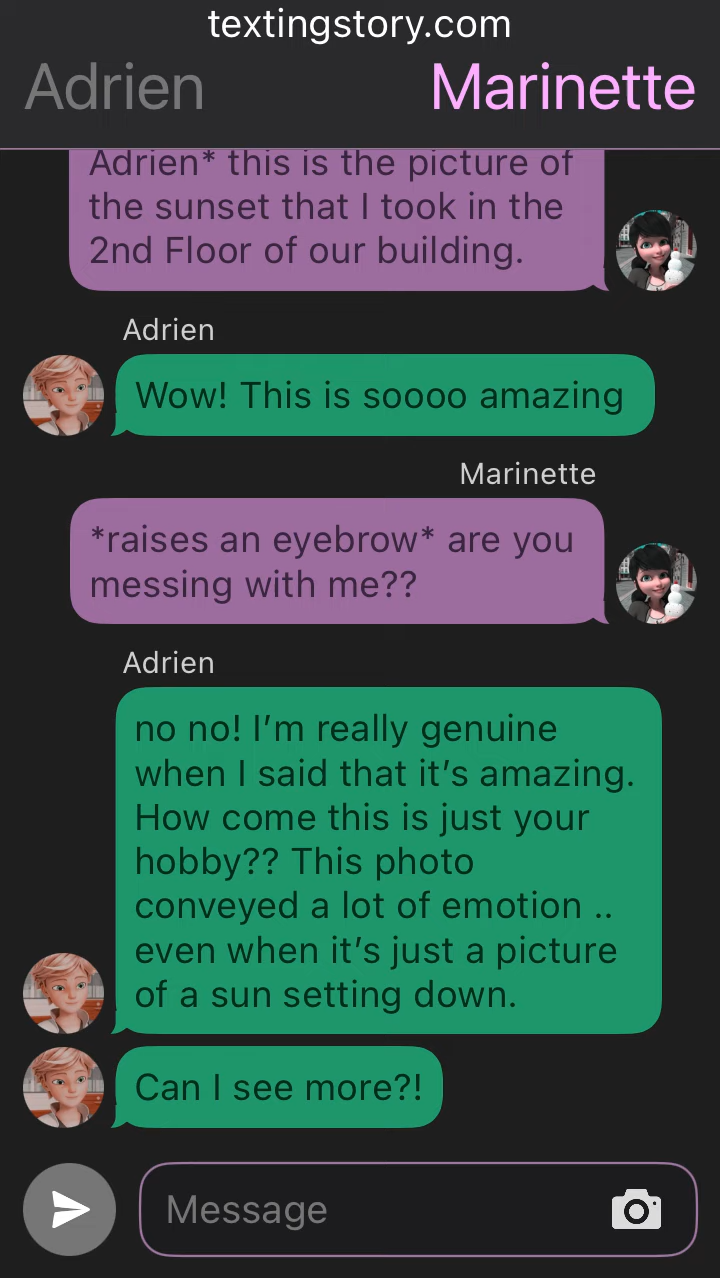 textingstory.com
Adrien Marinette
Adrien* this is the picture of
the sunset that I took in the
2nd Floor of our building.
Adrien
Wow! This is soooo amazing
Marinette
*raises an eyebrow* are you
messing with me??
Adrien
no no! I’m really genuine
when I said that it’s amazing.
How come this is just your
hobby?? This photo
conveyed a lot of emotion ..
even when it’s just a picture
of a sun setting down.
Can I see more?!
Message